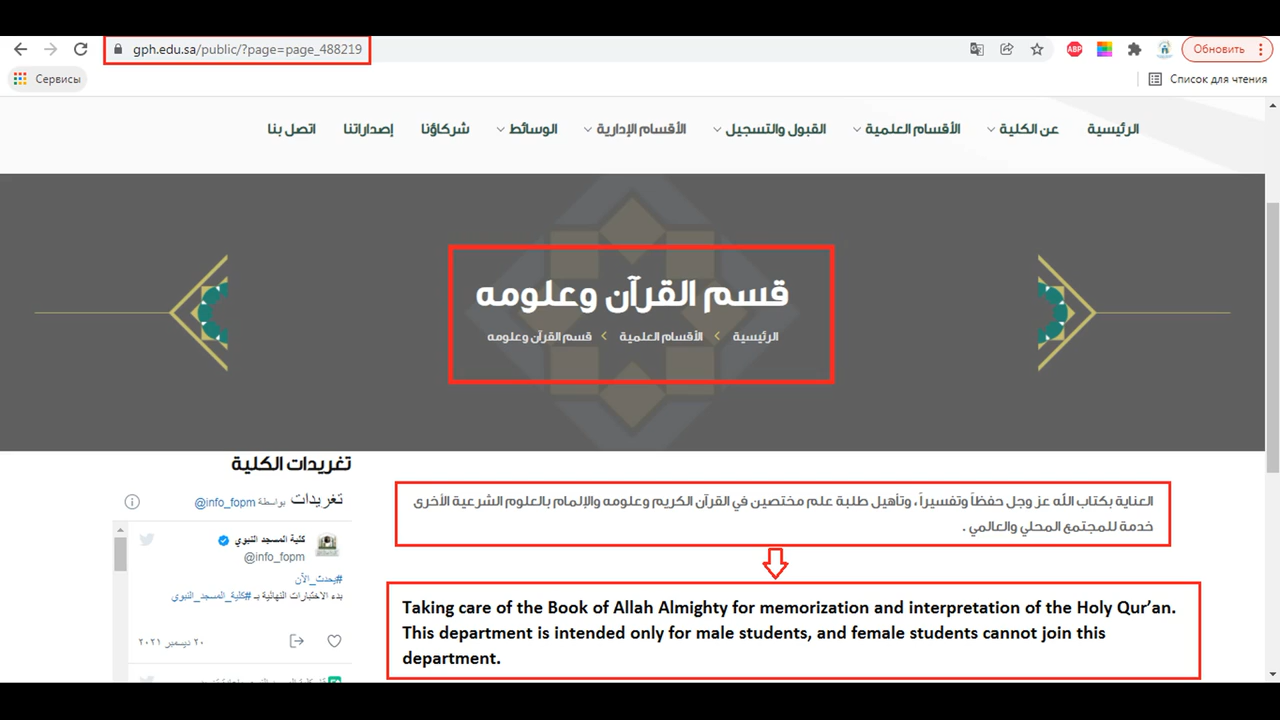 gph.edu.sa/public/?page=page_488219
ABP
Обновить
Сервисы
Список для чтения
الرئيسية عن الكلية الأقسام العلمية القبول والتسجيل الأقسام الإدارية الوسائط شركاؤنا إصداراتنا اتصل بنا
قسم القرآن وعلومه
الرئيسية الأقسام العلمية قسم القرآن وعلومه
العناية بكتاب الله عز وجل حفظاً وتفسيراً ، وتأهيل طلبة علم مختصين في القرآن الكريم وعلومه والإلمام بالعلوم الشرعية الأخرى
خدمة للمجتمع المحلي والعالمي .
Taking care of the Book of Allah Almighty for memorization and interpretation of the Holy Qur’an.
This department is intended only for male students, and female students cannot join this
department.
تغريدات الكلية
تغريدات بواسطة @info_fopm
كلية المسجد النبوي
@info_fopm
#يحدث_الآن
بدء الاختبارات النهائية بـ #كلية_المسجد_النبوي
٢٠ ديسمبر ٢٠٢١